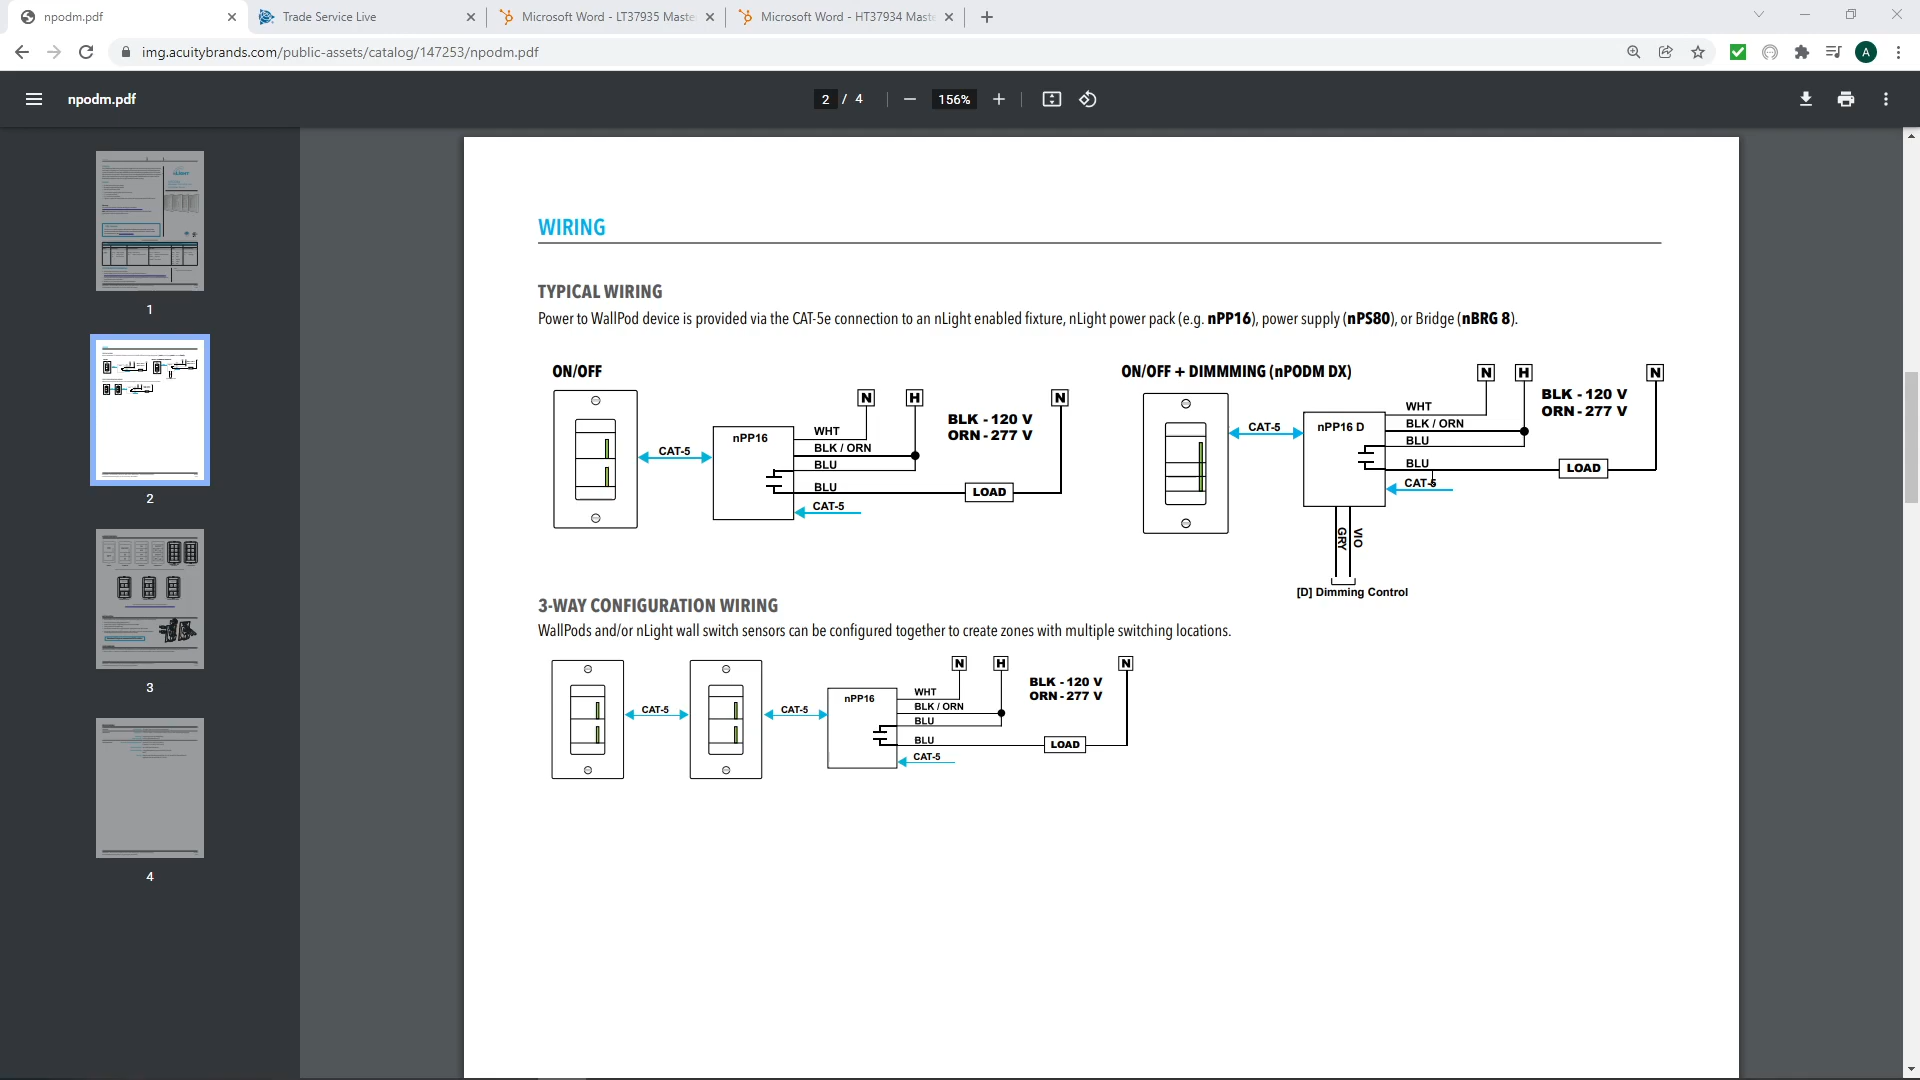 npodm.pdf
Trade Service Live
Microsoft Word - LT37935 Maste
Microsoft Word - HT37934 Mast
img.acuitybrands.com/public-assets/catalog/147253/npodm.pdf
A
npodm.pdf
2 / 4
156%
1
2
3
4
WIRING
TYPICAL WIRING
Power to WallPod device is provided via the CAT-5e connection to an nLight enabled fixture, nLight power pack (e.g. nPP16), power supply (nPS80), or Bridge (nBRG 8).
ON/OFF
CAT-5
nPP16
N
H
N
WHT
BLK / ORN
BLU
BLU
CAT-5
BLK - 120 V
ORN - 277 V
LOAD
ON/OFF + DIMMMING (nPODM DX)
CAT-5
nPP16 D
N
H
N
WHT
BLK / ORN
BLU
BLU
CAT-5
BLK - 120 V
ORN - 277 V
LOAD
GRY
VIO
[D] Dimming Control
3-WAY CONFIGURATION WIRING
WallPods and/or nLight wall switch sensors can be configured together to create zones with multiple switching locations.
CAT-5
CAT-5
nPP16
N
H
N
WHT
BLK / ORN
BLU
BLU
CAT-5
BLK - 120 V
ORN - 277 V
LOAD